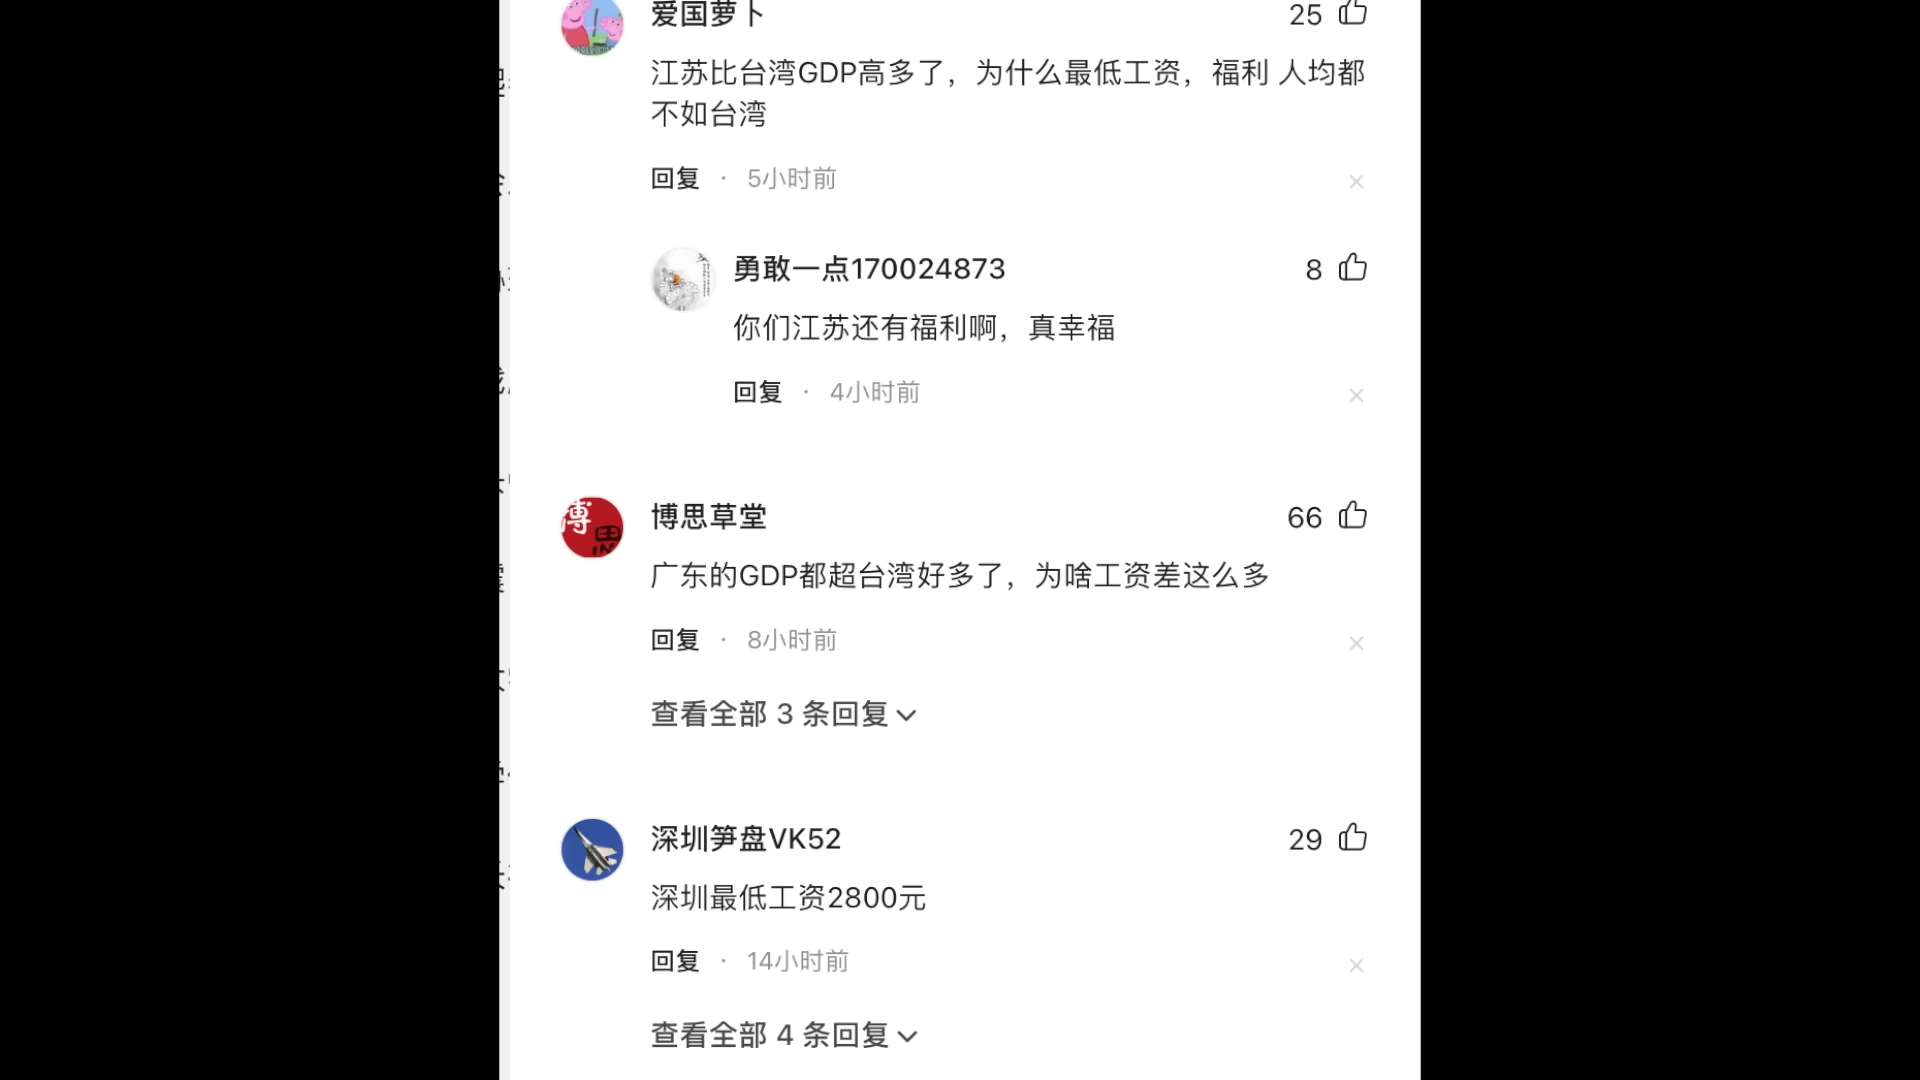 爱国萝卜
25
江苏比台湾GDP高多了，为什么最低工资，福利 人均都
不如台湾
回复 · 5小时前
勇敢一点170024873
8
你们江苏还有福利啊，真幸福
回复 · 4小时前
博思草堂
66
广东的GDP都超台湾好多了，为啥工资差这么多
回复 · 8小时前
查看全部 3 条回复
深圳笋盘VK52
29
深圳最低工资2800元
回复 · 14小时前
查看全部 4 条回复